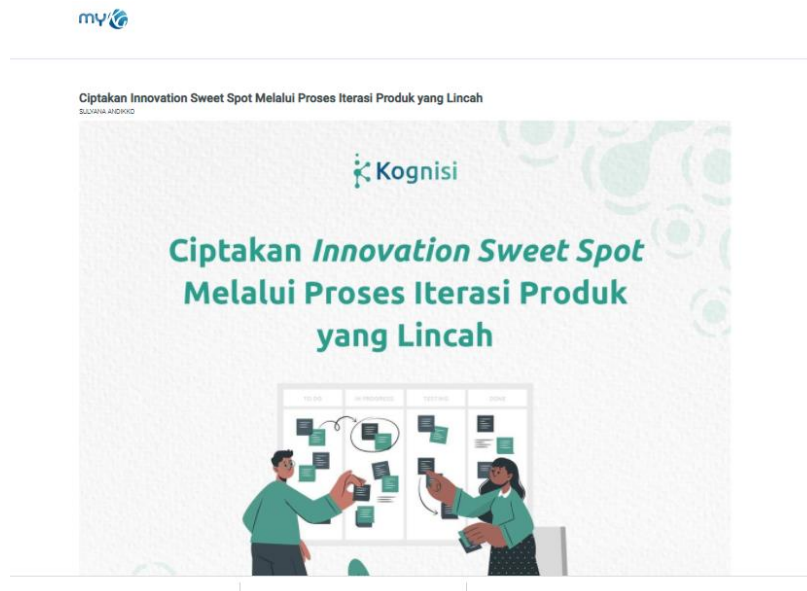 myKG
Ciptakan Innovation Sweet Spot Melalui Proses Iterasi Produk yang Lincah
SULYANA ANDIKKO
Kognisi
Ciptakan Innovation Sweet Spot
Melalui Proses Iterasi Produk
yang Lincah
TO DO IN PROGRESS TESTING DONE